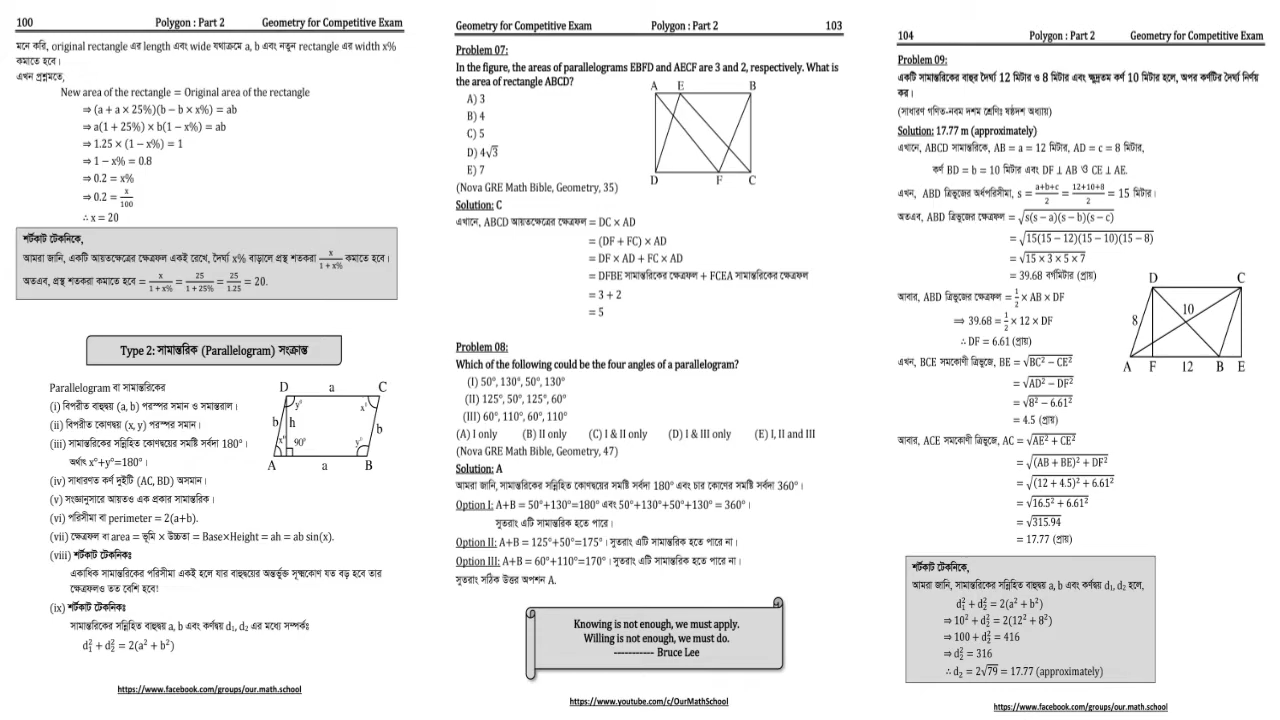 100 Polygon : Part 2 Geometry for Competitive Exam
মনে করি, original rectangle এর length এবং wide যথাক্রমে a, b এবং নতুন rectangle এর width x%
কমাতে হবে।
এখন প্রশ্নমতে,
New area of the rectangle = Original area of the rectangle
⇒ (a + a × 25%)(b − b × x%) = ab
⇒ a(1 + 25%) × b(1 − x%) = ab
⇒ 1.25 × (1 − x%) = 1
⇒ 1 − x% = 0.8
⇒ 0.2 = x%
⇒ 0.2 = x/100
∴ x = 20
শর্টকাট টেকনিকে,
আমরা জানি, একটি আয়তক্ষেত্রের ক্ষেত্রফল একই রেখে, দৈর্ঘ্য x% বাড়ালে প্রস্থ শতকরা x/(1 + x%) কমাতে হবে।
অতএব, প্রস্থ শতকরা কমাতে হবে = x/(1 + x%) = 25/(1 + 25%) = 25/1.25 = 20.
Type 2: সামান্তরিক (Parallelogram) সংক্রান্ত
Parallelogram বা সামান্তরিকের
(i) বিপরীত বাহুদ্বয় (a, b) পরস্পর সমান ও সমান্তরাল।
(ii) বিপরীত কোণদ্বয় (x, y) পরস্পর সমান।
(iii) সামান্তরিকের সন্নিহিত কোণদ্বয়ের সমষ্টি সর্বদা 180°।
অর্থাৎ x°+y°=180°।
(iv) সাধারণত কর্ণ দুইটি (AC, BD) অসমান।
(v) সংজ্ঞানুসারে আয়তও এক প্রকার সামান্তরিক।
(vi) পরিসীমা বা perimeter = 2(a+b).
(vii) ক্ষেত্রফল বা area = ভূমি × উচ্চতা = Base×Height = ah = ab sin(x).
(viii) শর্টকাট টেকনিকঃ
একাধিক সামান্তরিকের পরিসীমা একই হলে যার বাহুদ্বয়ের অন্তর্ভুক্ত সূক্ষ্মকোণ যত বড় হবে তার
ক্ষেত্রফলও তত বেশি হবে!
(ix) শর্টকাট টেকনিকঃ
সামান্তরিকের সন্নিহিত বাহুদ্বয় a, b এবং কর্ণদ্বয় d₁, d₂ এর মধ্যে সম্পর্কঃ
d₁² + d₂² = 2(a² + b²)
D a C
y° x°
b h b
x° 90° y°
A a B
https://www.facebook.com/groups/our.math.school
Geometry for Competitive Exam Polygon : Part 2 103
Problem 07:
In the figure, the areas of parallelograms EBFD and AECF are 3 and 2, respectively. What is
the area of rectangle ABCD?
A) 3
B) 4
C) 5
D) 4√3
E) 7
A E B
D F C
(Nova GRE Math Bible, Geometry, 35)
Solution: C
এখানে, ABCD আয়তক্ষেত্রের ক্ষেত্রফল = DC × AD
= (DF + FC) × AD
= DF × AD + FC × AD
= DFBE সামান্তরিকের ক্ষেত্রফল + FCEA সামান্তরিকের ক্ষেত্রফল
= 3 + 2
= 5
Problem 08:
Which of the following could be the four angles of a parallelogram?
(I) 50°, 130°, 50°, 130°
(II) 125°, 50°, 125°, 60°
(III) 60°, 110°, 60°, 110°
(A) I only (B) II only (C) I & II only (D) I & III only (E) I, II and III
(Nova GRE Math Bible, Geometry, 47)
Solution: A
আমরা জানি, সামান্তরিকের সন্নিহিত কোণদ্বয়ের সমষ্টি সর্বদা 180° এবং চার কোণের সমষ্টি সর্বদা 360°।
Option I: A+B = 50°+130°=180° এবং 50°+130°+50°+130° = 360°।
সুতরাং এটি সামান্তরিক হতে পারে।
Option II: A+B = 125°+50°=175°। সুতরাং এটি সামান্তরিক হতে পারে না।
Option III: A+B = 60°+110°=170°। সুতরাং এটি সামান্তরিক হতে পারে না।
সুতরাং সঠিক উত্তর অপশন A.
Knowing is not enough, we must apply.
Willing is not enough, we must do.
----------- Bruce Lee
https://www.youtube.com/c/OurMathSchool
104 Polygon : Part 2 Geometry for Competitive Exam
Problem 09:
একটি সামান্তরিকের বাহুর দৈর্ঘ্য 12 মিটার ও 8 মিটার এবং ক্ষুদ্রতম কর্ণ 10 মিটার হলে, অপর কর্ণটির দৈর্ঘ্য নির্ণয়
কর।
(সাধারণ গণিত-নবম দশম শ্রেণিঃ ষষ্ঠদশ অধ্যায়)
Solution: 17.77 m (approximately)
এখানে, ABCD সামান্তরিকে, AB = a = 12 মিটার, AD = c = 8 মিটার,
কর্ণ BD = b = 10 মিটার এবং DF ⊥ AB ও CE ⊥ AE.
এখন, ABD ত্রিভুজের অর্ধপরিসীমা, s = (a+b+c)/2 = (12+10+8)/2 = 15 মিটার।
অতএব, ABD ত্রিভুজের ক্ষেত্রফল = √(s(s − a)(s − b)(s − c))
= √(15(15 − 12)(15 − 10)(15 − 8))
= √(15 × 3 × 5 × 7)
= 39.68 বর্গমিটার (প্রায়)
আবার, ABD ত্রিভুজের ক্ষেত্রফল = 1/2 × AB × DF
⟹ 39.68 = 1/2 × 12 × DF
∴ DF = 6.61 (প্রায়)
এখন, BCE সমকোণী ত্রিভুজে, BE = √(BC² − CE²)
= √(AD² − DF²)
= √(8² − 6.61²)
= 4.5 (প্রায়)
আবার, ACE সমকোণী ত্রিভুজে, AC = √(AE² + CE²)
= √((AB + BE)² + DF²)
= √((12 + 4.5)² + 6.61²)
= √(16.5² + 6.61²)
= √315.94
= 17.77 (প্রায়)
D C
10
8
A F 12 B E
শর্টকাট টেকনিকে,
আমরা জানি, সামান্তরিকের সন্নিহিত বাহুদ্বয় a, b এবং কর্ণদ্বয় d₁, d₂ হলে,
d₁² + d₂² = 2(a² + b²)
⇒ 10² + d₂² = 2(12² + 8²)
⇒ 100 + d₂² = 416
⇒ d₂² = 316
∴ d₂ = 2√79 = 17.77 (approximately)
https://www.facebook.com/groups/our.math.school